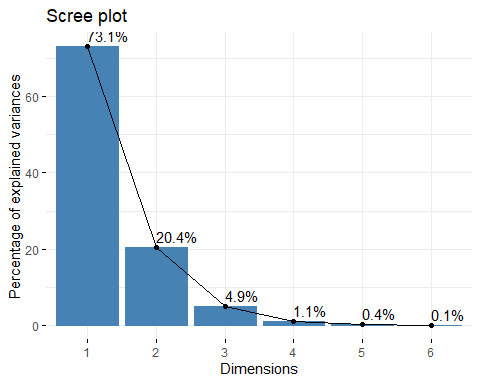 Scree plot
73.1%
20.4%
4.9%
1.1%
0.4%
0.1%
60
40
20
0
Percentage of explained variances
1 2 3 4 5 6
Dimensions